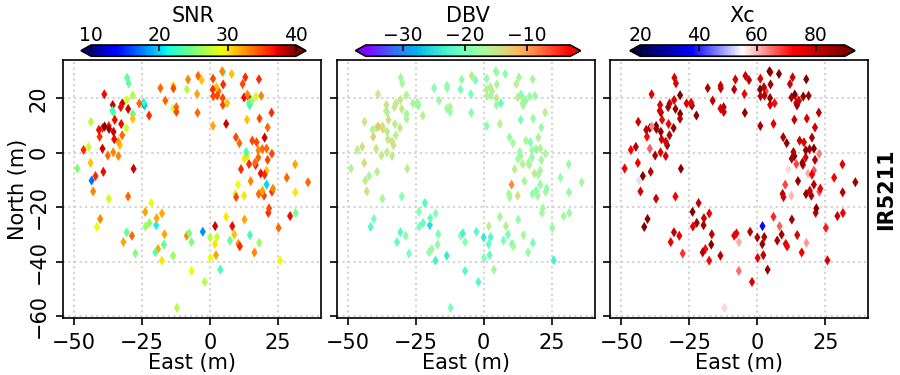 SNR DBV Xc
10 20 30 40 −30 −20 −10 20 40 60 80
20
0
−20
−40
−60
North (m)
−50 −25 0 25 −50 −25 0 25 −50 −25 0 25
East (m) East (m) East (m)
IR5211